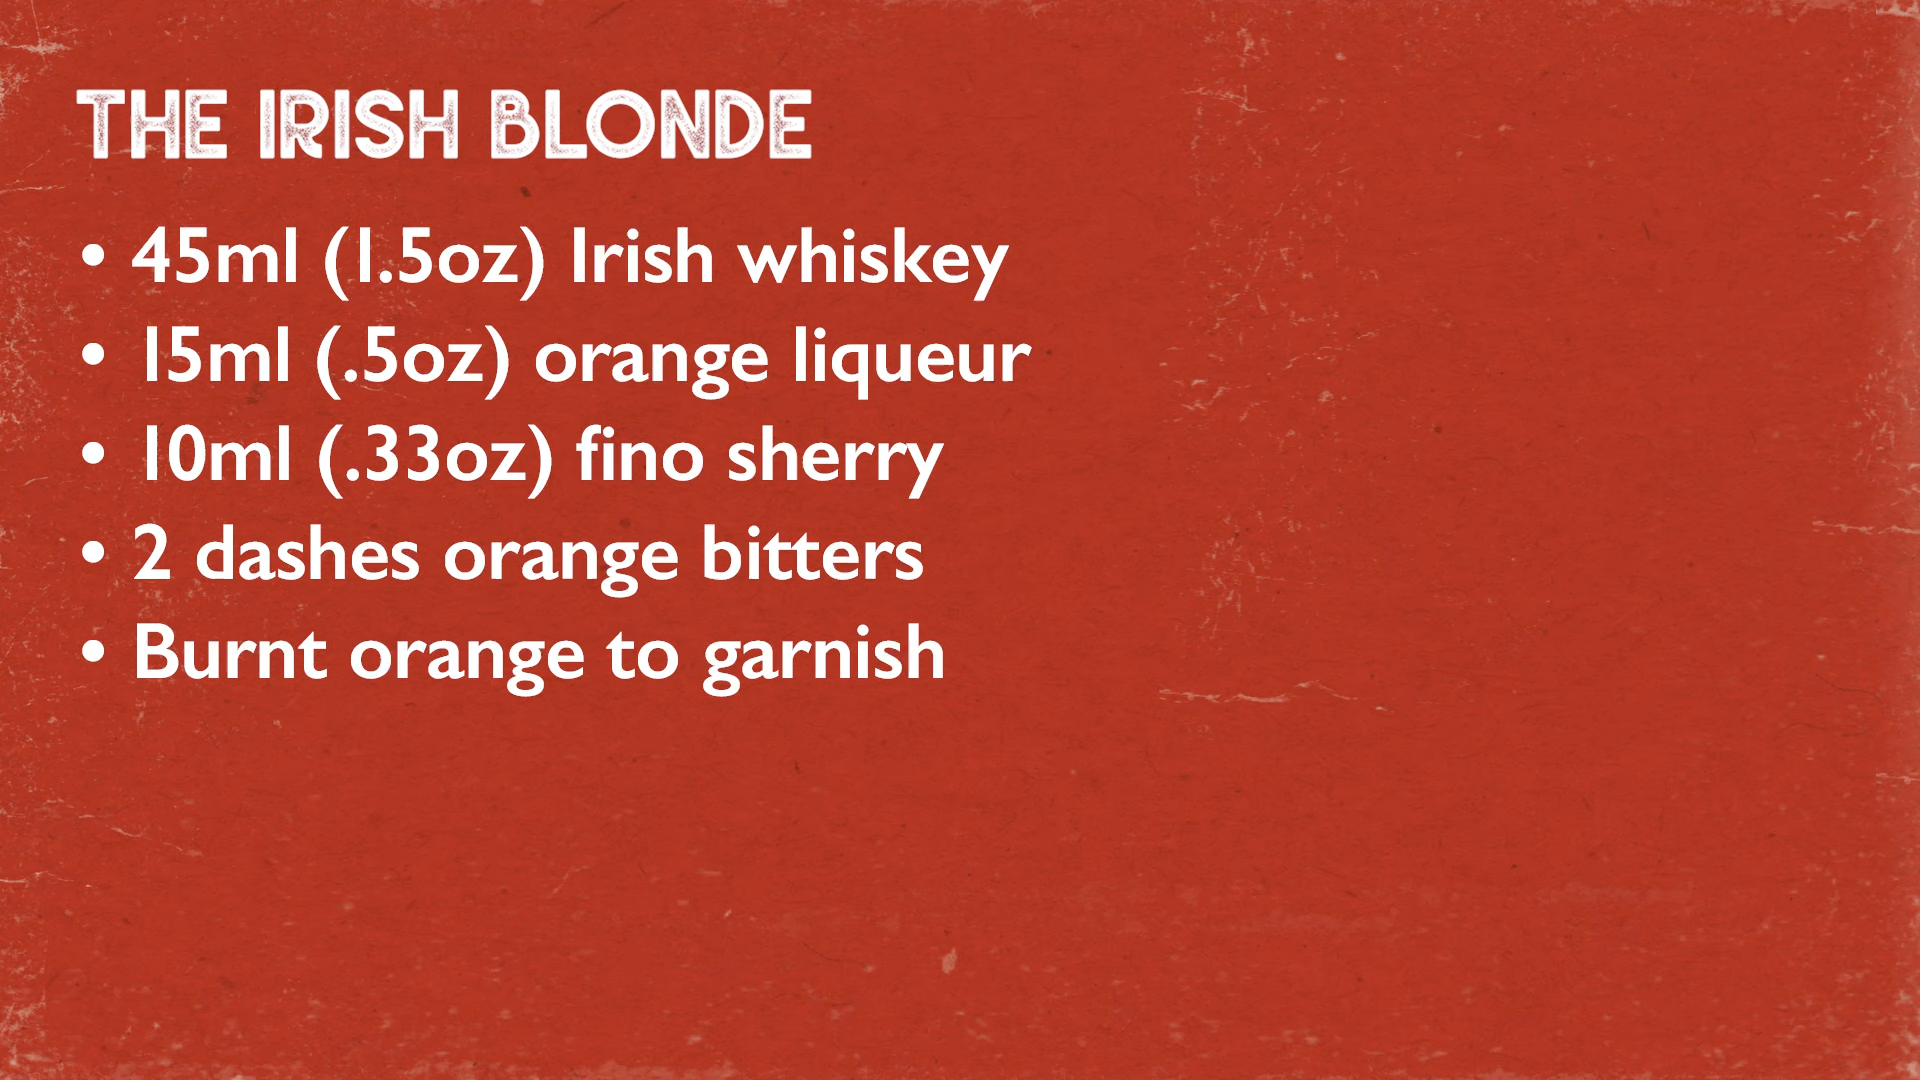 THE IRISH BLONDE
• 45ml (1.5oz) Irish whiskey
• 15ml (.5oz) orange liqueur
• 10ml (.33oz) fino sherry
• 2 dashes orange bitters
• Burnt orange to garnish